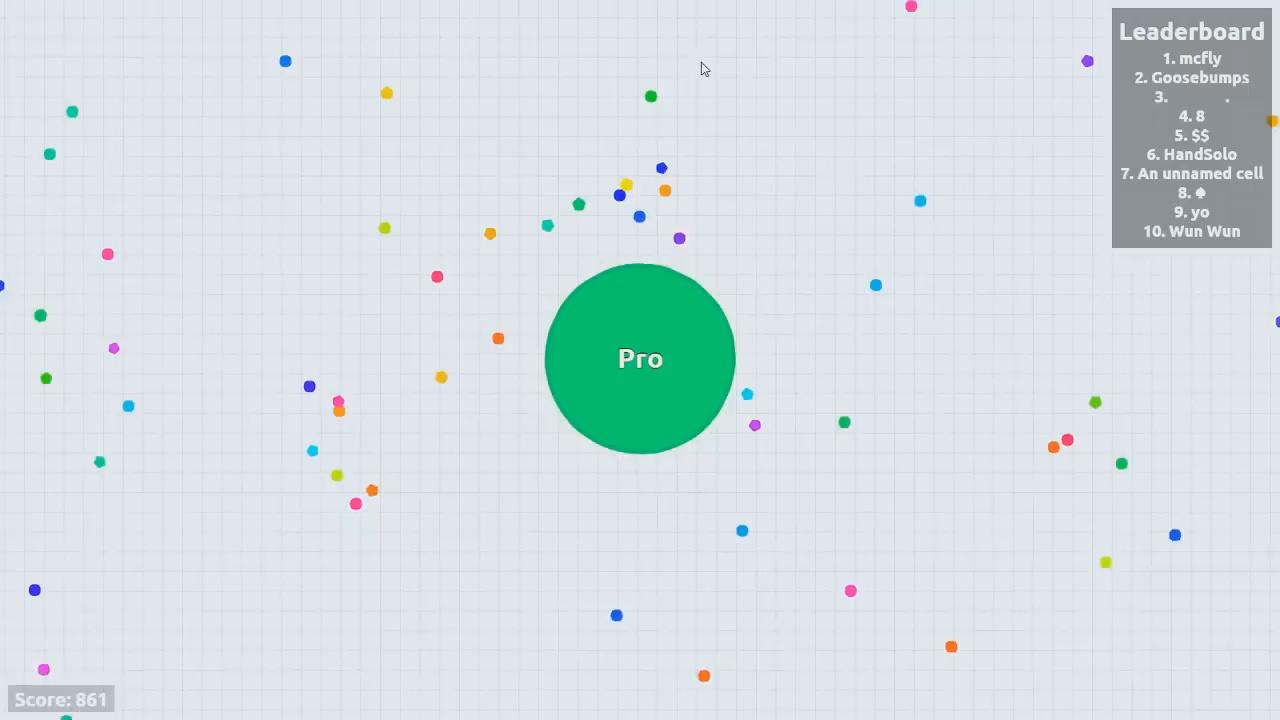 Leaderboard
1. mcfly
2. Goosebumps
3. .
4. 8
5. $$
6. HandSolo
7. An unnamed cell
8. ♠
9. yo
10. Wun Wun
Pro
Score: 861